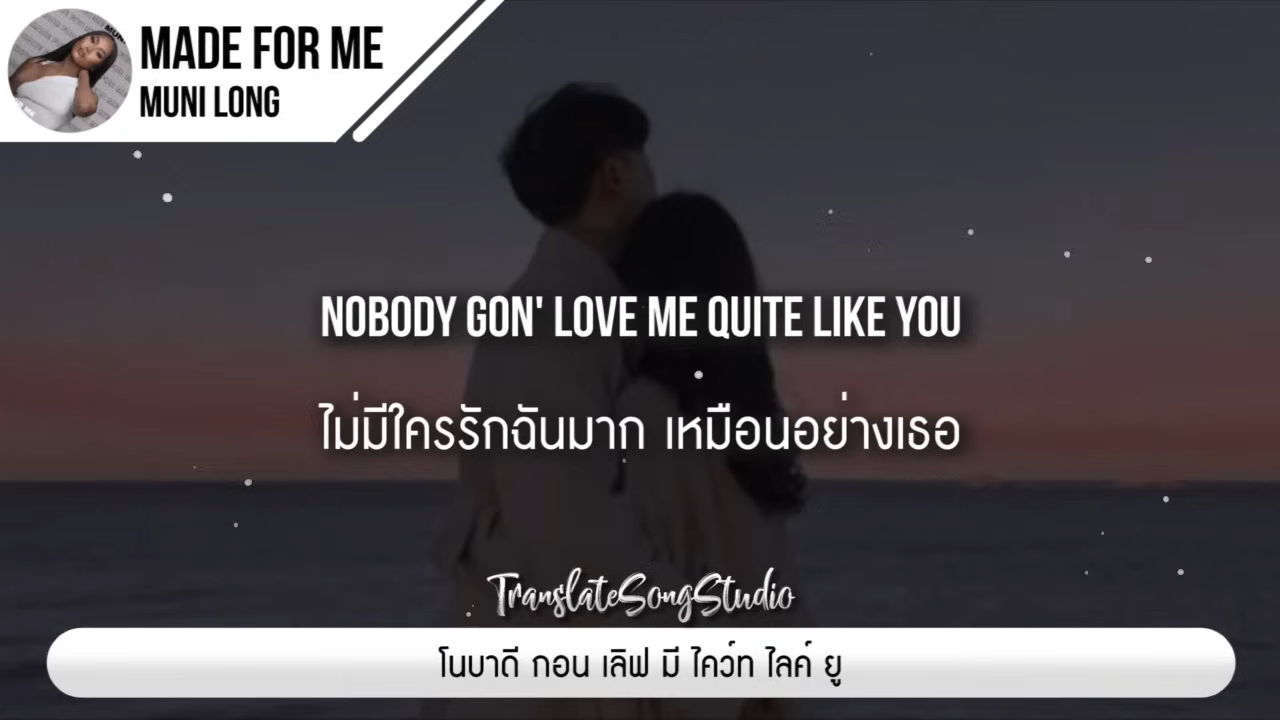 MADE FOR ME
MUNI LONG
NOBODY GON' LOVE ME QUITE LIKE YOU
ไม่มีใครรักฉันมาก เหมือนอย่างเธอ
TranslateSongStudio
โนบาดี กอน เลิฟ มี ไคว์ท ไลค์ ยู